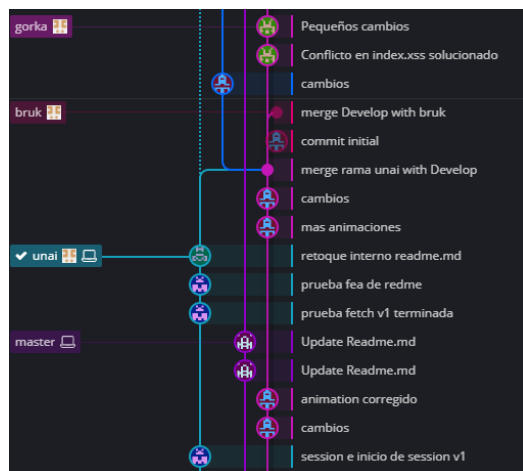 gorka Pequeños cambios
Conflicto en index.xss solucionado
cambios
bruk merge Develop with bruk
commit initial
merge rama unai with Develop
cambios
mas animaciones
unai retoque interno readme.md
prueba fea de redme
prueba fetch v1 terminada
master Update Readme.md
Update Readme.md
animation corregido
cambios
session e inicio de session v1